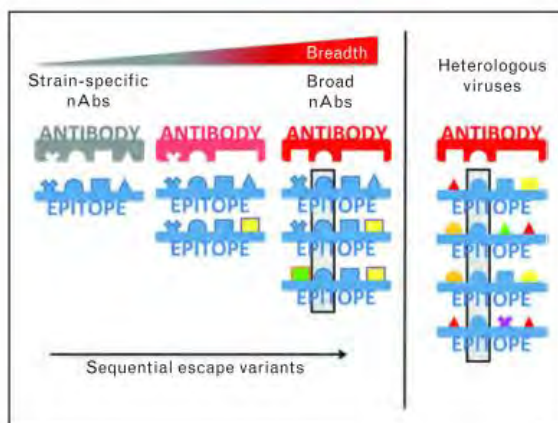 Breadth
Strain-specific
nAbs
Broad
nAbs
Heterologous
viruses
ANTIBODY
ANTIBODY
ANTIBODY
ANTIBODY
EPITOPE
EPITOPE
EPITOPE
EPITOPE
EPITOPE
EPITOPE
EPITOPE
EPITOPE
EPITOPE
EPITOPE
Sequential escape variants